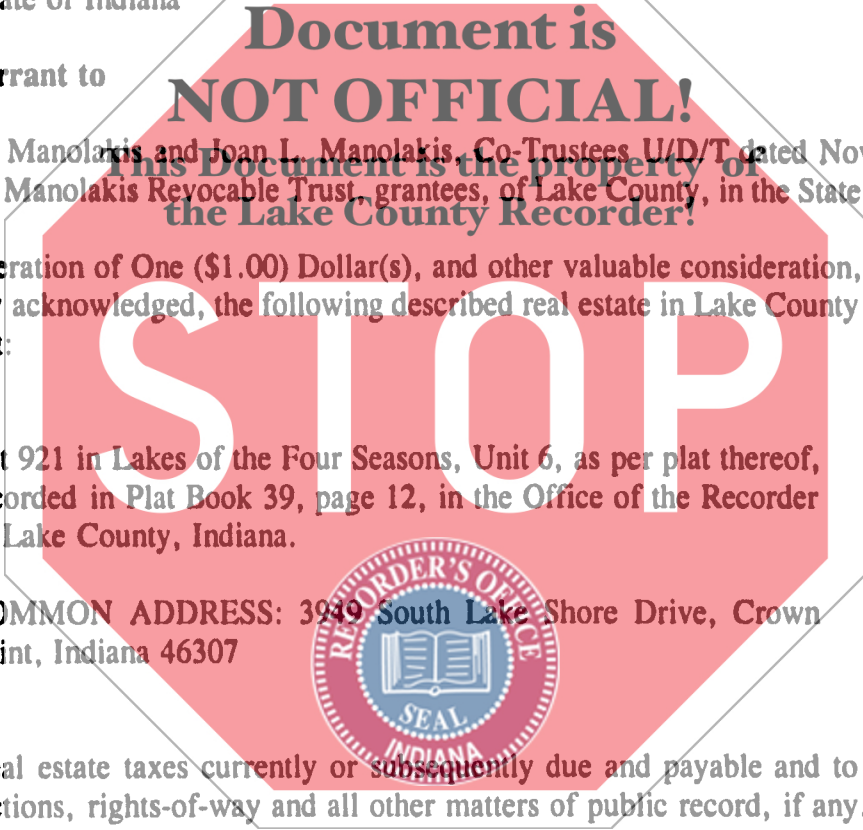 ate of Indiana
Document is
rrant to
NOT OFFICIAL!
Manolakis and Joan L. Manolakis, Co-Trustees U/D/T dated Nov
This Document is the property of
Manolakis Revocable Trust, grantees, of Lake County, in the State
the Lake County Recorder!
eration of One ($1.00) Dollar(s), and other valuable consideration,
acknowledged, the following described real estate in Lake County
t:
STOP
t 921 in Lakes of the Four Seasons, Unit 6, as per plat thereof,
corded in Plat Book 39, page 12, in the Office of the Recorder
Lake County, Indiana.
OMMON ADDRESS: 3949 South Lake Shore Drive, Crown
int, Indiana 46307
RECORDER'S OFFICE
SEAL
INDIANA
al estate taxes currently or subsequently due and payable and to
ctions, rights-of-way and all other matters of public record, if any,